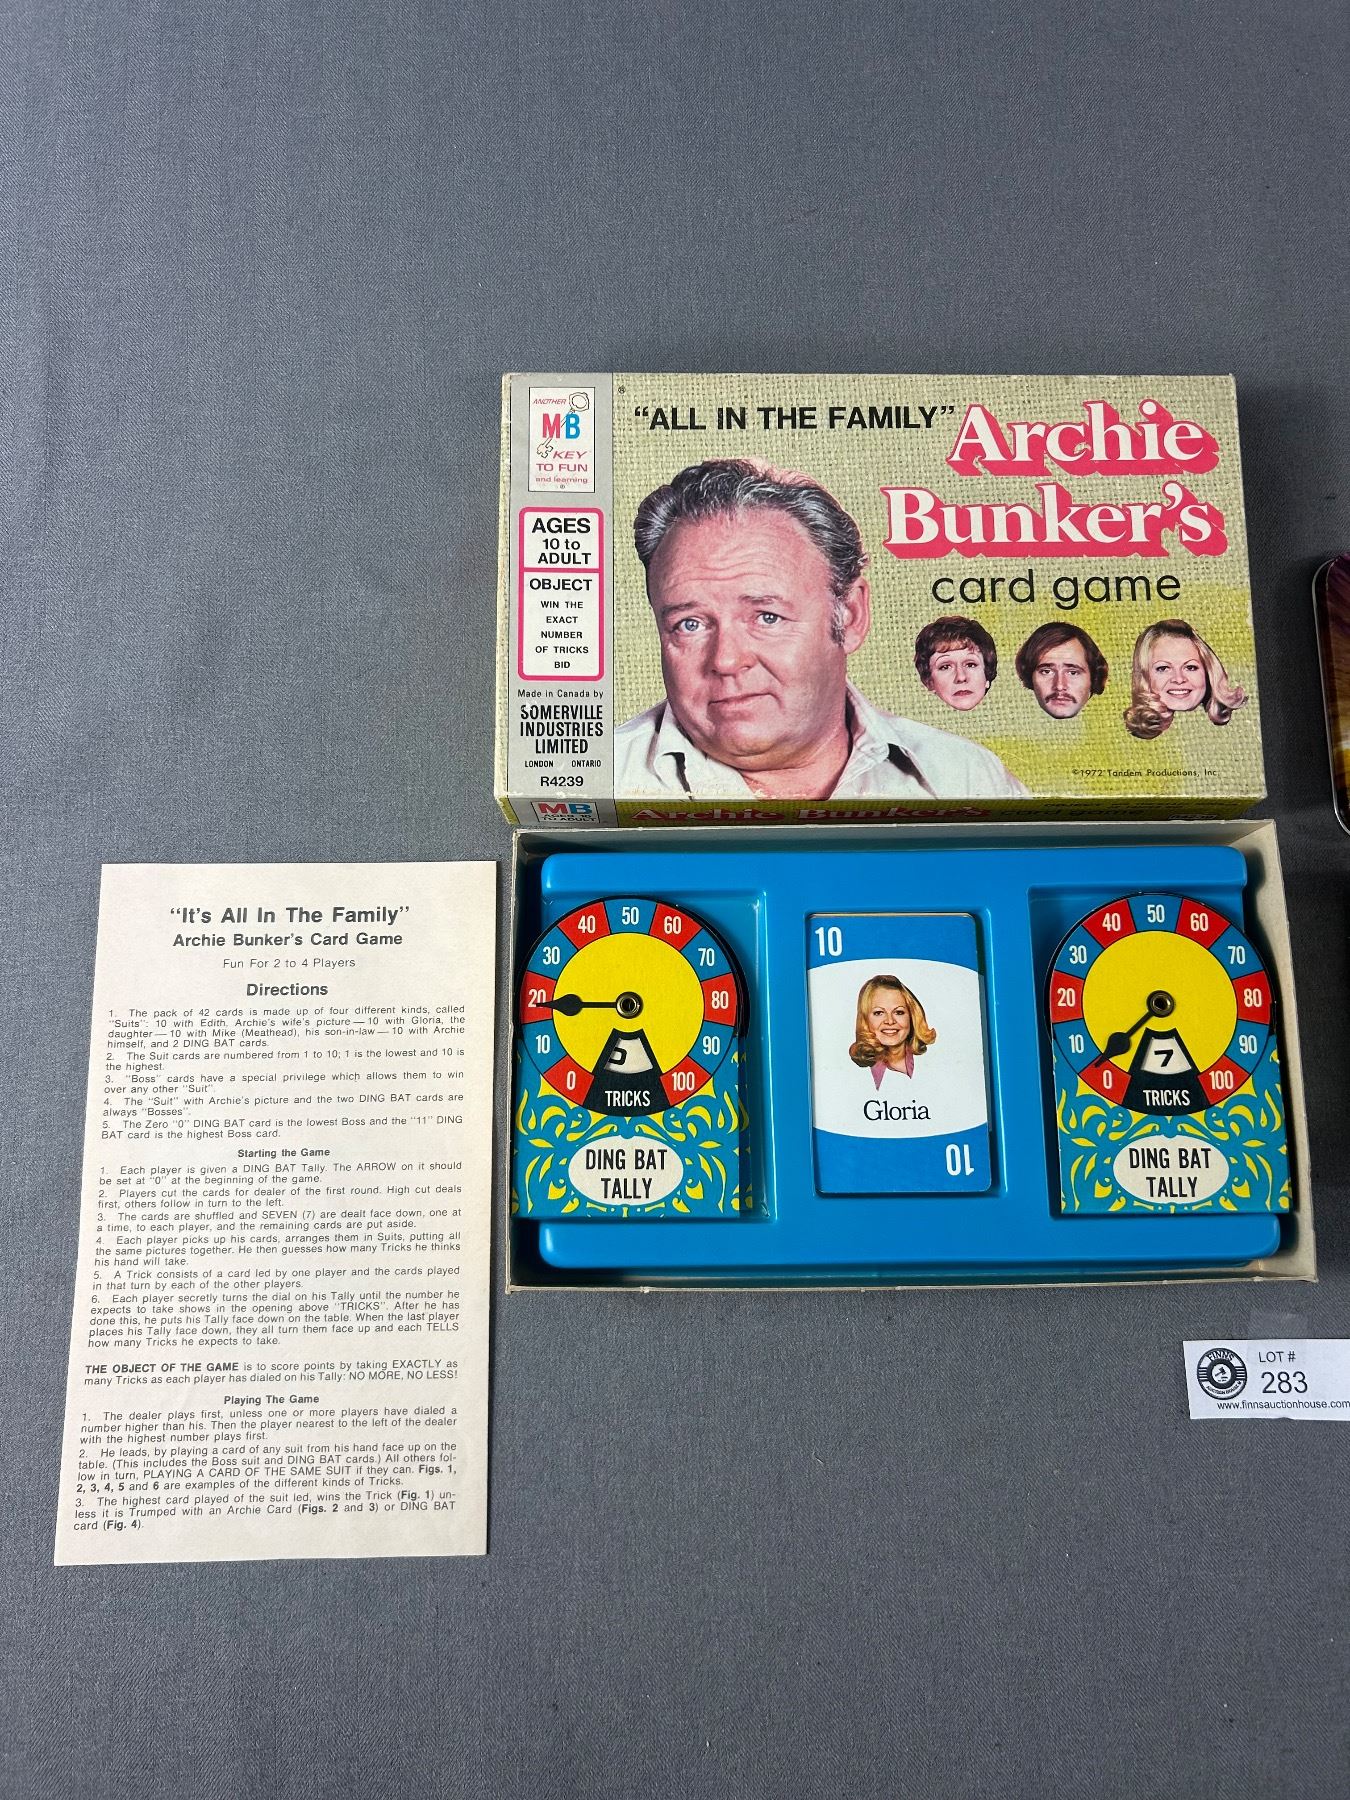 ANOTHER
MB
KEY
TO FUN
and learning
AGES
10 to
ADULT
OBJECT
WIN THE
EXACT
NUMBER
OF TRICKS
BID
Made in Canada by
SOMERVILLE
INDUSTRIES
LIMITED
LONDON ONTARIO
R4239
"ALL IN THE FAMILY"
Archie
Bunker's
card game
©1972 Tandem Productions, Inc.
MB
AGES 10
TO ADULT
Archie Bunker's card game
"It's All In The Family"
Archie Bunker's Card Game
Fun For 2 to 4 Players
Directions
1. The pack of 42 cards is made up of four different kinds, called
"Suits": 10 with Edith, Archie's wife's picture — 10 with Gloria, the
daughter — 10 with Mike (Meathead), his son-in-law — 10 with Archie
himself, and 2 DING BAT cards.
2. The Suit cards are numbered from 1 to 10; 1 is the lowest and 10 is
the highest.
3. "Boss" cards have a special privilege which allows them to win
over any other "Suit".
4. The "Suit" with Archie's picture and the two DING BAT cards are
always "Bosses".
5. The Zero "0" DING BAT card is the lowest Boss and the "11" DING
BAT card is the highest Boss card.
Starting the Game
1. Each player is given a DING BAT Tally. The ARROW on it should
be set at "0" at the beginning of the game.
2. Players cut the cards for dealer of the first round. High cut deals
first, others follow in turn to the left.
3. The cards are shuffled and SEVEN (7) are dealt face down, one at
a time, to each player, and the remaining cards are put aside.
4. Each player picks up his cards, arranges them in Suits, putting all
the same pictures together. He then guesses how many Tricks he thinks
his hand will take.
5. A Trick consists of a card led by one player and the cards played
in that turn by each of the other players.
6. Each player secretly turns the dial on his Tally until the number he
expects to take shows in the opening above "TRICKS". After he has
done this, he puts his Tally face down on the table. When the last player
places his Tally face down, they all turn them face up and each TELLS
how many Tricks he expects to take.
THE OBJECT OF THE GAME is to score points by taking EXACTLY as
many Tricks as each player has dialed on his Tally: NO MORE, NO LESS!
Playing The Game
1. The dealer plays first, unless one or more players have dialed a
number higher than his. Then the player nearest to the left of the dealer
with the highest number plays first.
2. He leads, by playing a card of any suit from his hand face up on the
table. (This includes the Boss suit and DING BAT cards.) All others fol-
low in turn, PLAYING A CARD OF THE SAME SUIT if they can. Figs. 1,
2, 3, 4, 5 and 6 are examples of the different kinds of Tricks.
3. The highest card played of the suit led, wins the Trick (Fig. 1) un-
less it is Trumped with an Archie Card (Figs. 2 and 3) or DING BAT
card (Fig. 4).
0 10 20 30 40 50 60 70 80 90 100
TRICKS
DING BAT
TALLY
10
Gloria
10
0 10 20 30 40 50 60 70 80 90 100
7
TRICKS
DING BAT
TALLY
FINNS
AUCTION HOUSE
LOT #
283
www.finnsauctionhouse.com